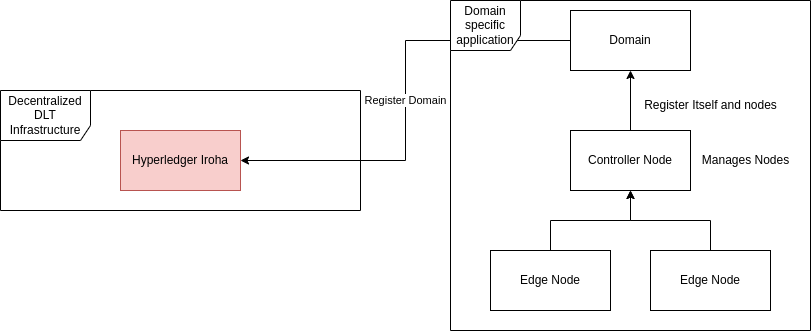 Domain
specific
application
Domain
Decentralized
DLT
Infrastructure
Register Domain
Register Itself and nodes
Hyperledger Iroha
Controller Node
Manages Nodes
Edge Node
Edge Node